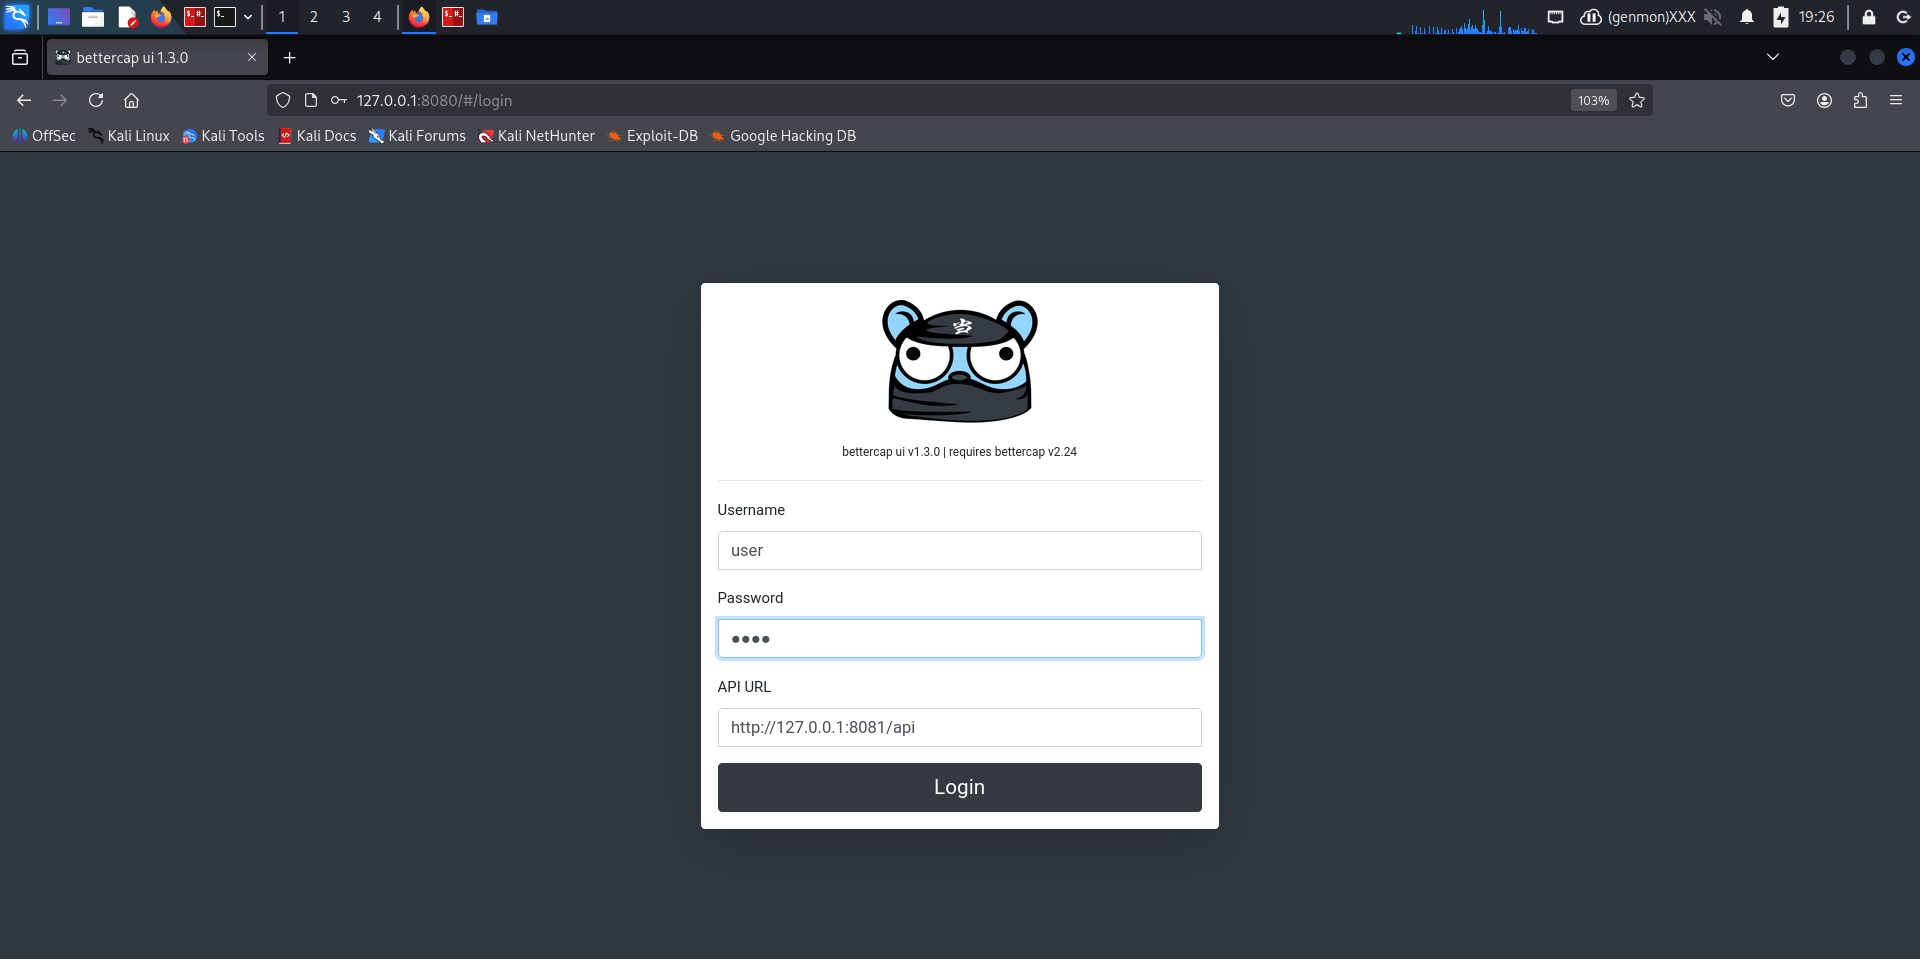 1 2 3 4 (genmon)XXX 19:26
bettercap ui 1.3.0
127.0.0.1:8080/#/login 103%
OffSec Kali Linux Kali Tools Kali Docs Kali Forums Kali NetHunter Exploit-DB Google Hacking DB
bettercap ui v1.3.0 | requires bettercap v2.24
Username
user
Password
••••
API URL
http://127.0.0.1:8081/api
Login